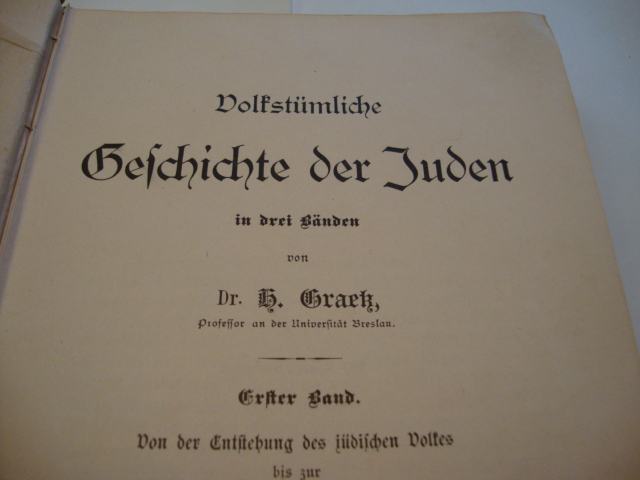 Volkstümliche
Geschichte der Juden
in drei Bänden
von
Dr. H. Graetz,
Professor an der Universität Breslau.
Erster Band.
Von der Entstehung des jüdischen Volkes
bis zur